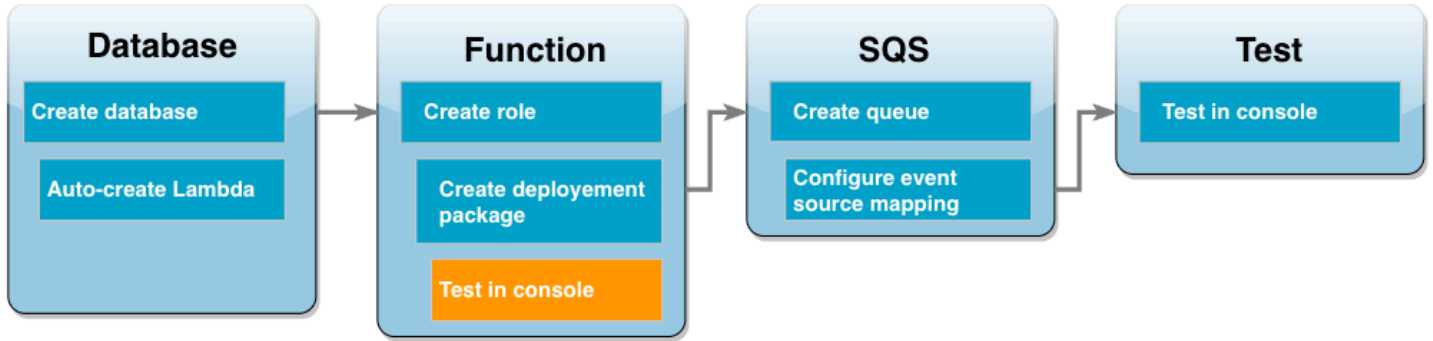 Database
Create database
Auto-create Lambda
Function
Create role
Create deployement
package
Test in console
SQS
Create queue
Configure event
source mapping
Test
Test in console